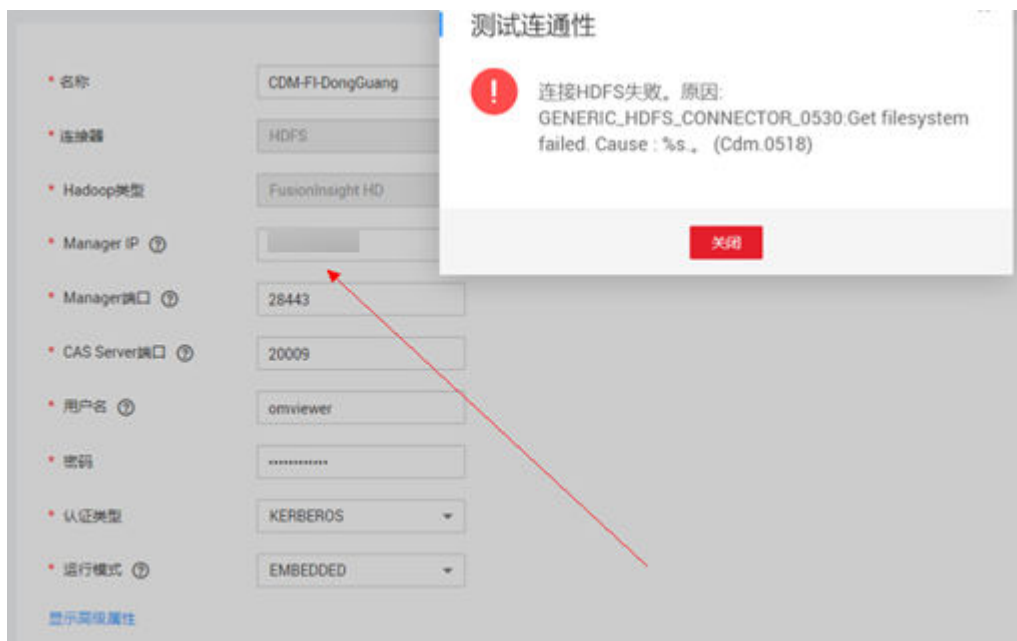 测试连通性
连接HDFS失败。原因:
GENERIC_HDFS_CONNECTOR_0530:Get filesystem
failed. Cause : %s.。 (Cdm.0518)
关闭
* 名称 CDM-FI-DongGuang
* 连接器 HDFS
* Hadoop类型 FusionInsight HD
* Manager IP ?
* Manager端口 ? 28443
* CAS Server端口 ? 20009
* 用户名 ? omviewer
* 密码 ••••••••••••
* 认证类型 KERBEROS
* 运行模式 ? EMBEDDED
显示高级属性